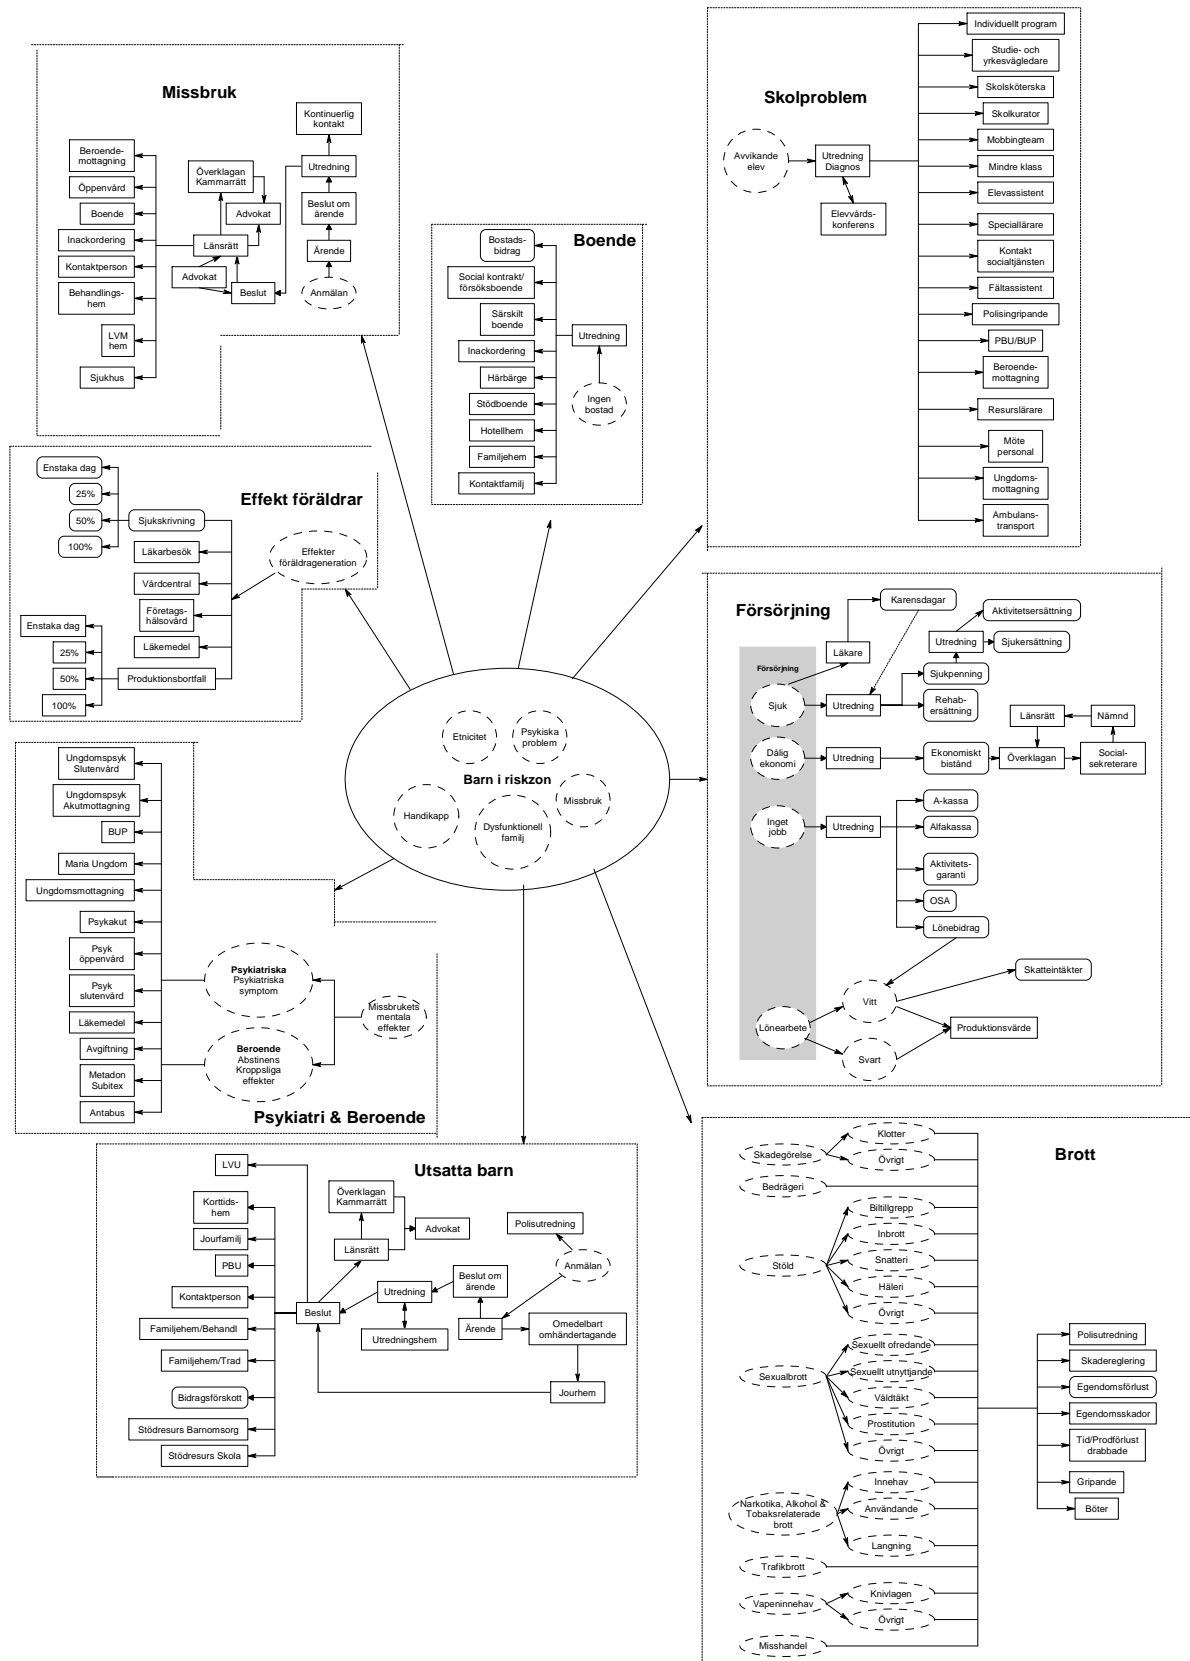 Missbruk
Kontinuerlig
kontakt
Beroende-
mottagning
Öppenvård
Boende
Inackordering
Kontaktperson
Behandlings-
hem
LVM
hem
Sjukhus
Överklagan
Kammarrätt
Advokat
Länsrätt
Advokat
Beslut
Utredning
Beslut om
ärende
Ärende
Anmälan
Boende
Bostads-
bidrag
Social kontrakt/
försöksboende
Särskilt
boende
Inackordering
Härbärge
Stödboende
Hotellhem
Familjehem
Kontaktfamilj
Utredning
Ingen
bostad
Skolproblem
Avvikande
elev
Utredning
Diagnos
Elevvårds-
konferens
Individuellt program
Studie- och
yrkesvägledare
Skolsköterska
Skolkurator
Mobbingteam
Mindre klass
Elevassistent
Speciallärare
Kontakt
socialtjänsten
Fältassistent
Polisingripande
PBU/BUP
Beroende-
mottagning
Resurslärare
Möte
personal
Ungdoms-
mottagning
Ambulans-
transport
Effekt föräldrar
Enstaka dag
25%
50%
100%
Sjukskrivning
Läkarbesök
Vårdcentral
Företags-
hälsovård
Läkemedel
Produktionsbortfall
Enstaka dag
25%
50%
100%
Effekter
föräldrageneration
Etnicitet
Psykiska
problem
Barn i riskzon
Missbruk
Handikapp
Dysfunktionell
familj
Försörjning
Försörjning
Sjuk
Läkare
Karensdagar
Utredning
Sjukpenning
Rehab-
ersättning
Utredning
Aktivitetsersättning
Sjukersättning
Dålig
ekonomi
Utredning
Ekonomiskt
bistånd
Överklagan
Länsrätt
Nämnd
Social-
sekreterare
Inget
jobb
Utredning
A-kassa
Alfakassa
Aktivitets-
garanti
OSA
Lönebidrag
Lönearbete
Vitt
Svart
Skatteintäkter
Produktionsvärde
Ungdomspsyk
Slutenvård
Ungdomspsyk
Akutmottagning
BUP
Maria Ungdom
Ungdomsmottagning
Psykakut
Psyk
öppenvård
Psyk
slutenvård
Läkemedel
Avgiftning
Metadon
Subitex
Antabus
Psykiatriska
Psykiatriska
symptom
Beroende
Abstinens
Kroppsliga
effekter
Missbrukets
mentala
effekter
Psykiatri & Beroende
Utsatta barn
LVU
Korttids-
hem
Jourfamilj
PBU
Kontaktperson
Familjehem/Behandl
Familjehem/Trad
Bidragsförskott
Stödresurs Barnomsorg
Stödresurs Skola
Överklagan
Kammarrätt
Advokat
Länsrätt
Beslut
Utredning
Utredningshem
Beslut om
ärende
Ärende
Polisutredning
Anmälan
Omedelbart
omhändertagande
Jourhem
Brott
Skadegörelse
Klotter
Övrigt
Bedrägeri
Stöld
Biltillgrepp
Inbrott
Snatteri
Häleri
Övrigt
Sexualbrott
Sexuellt ofredande
Sexuellt utnyttjande
Våldtäkt
Prostitution
Övrigt
Narkotika, Alkohol &
Tobaksrelaterade
brott
Innehav
Användande
Langning
Trafikbrott
Vapeninnehav
Knivlagen
Övrigt
Misshandel
Polisutredning
Skadereglering
Egendomsförlust
Egendomsskador
Tid/Prodförlust
drabbade
Gripande
Böter